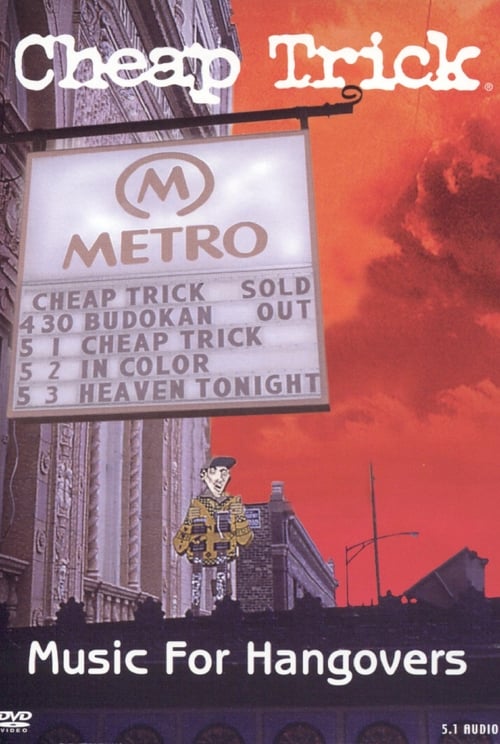 Cheap Trick®
M
METRO
CHEAP TRICK SOLD
4 30 BUDOKAN OUT
5 1 CHEAP TRICK
5 2 IN COLOR
5 3 HEAVEN TONIGHT
Music For Hangovers
DVD
VIDEO
5.1 AUDIO